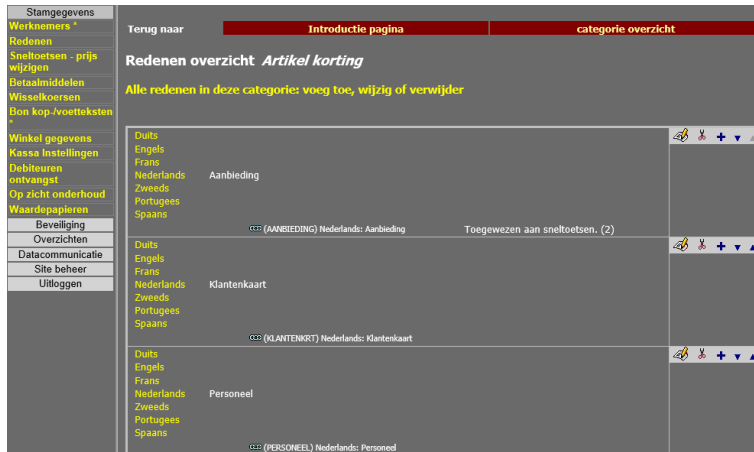 Stamgegevens
Werknemers *
Redenen
Sneltoetsen - prijs
wijzigen
Betaalmiddelen
Wisselkoersen
Bon kop-/voetteksten
*
Winkel gegevens
Kassa Instellingen
Debiteuren
ontvangst
Op zicht onderhoud
Waardepapieren
Beveiliging
Overzichten
Datacommunicatie
Site beheer
Uitloggen
Terug naar Introductie pagina categorie overzicht
Redenen overzicht Artikel korting
Alle redenen in deze categorie: voeg toe, wijzig of verwijder
Duits
Engels
Frans
Nederlands Aanbieding
Zweeds
Portugees
Spaans
(AANBIEDING) Nederlands: Aanbieding Toegewezen aan sneltoetsen. (2)
Duits
Engels
Frans
Nederlands Klantenkaart
Zweeds
Portugees
Spaans
(KLANTENKRT) Nederlands: Klantenkaart
Duits
Engels
Frans
Nederlands Personeel
Zweeds
Portugees
Spaans
(PERSONEEL) Nederlands: Personeel